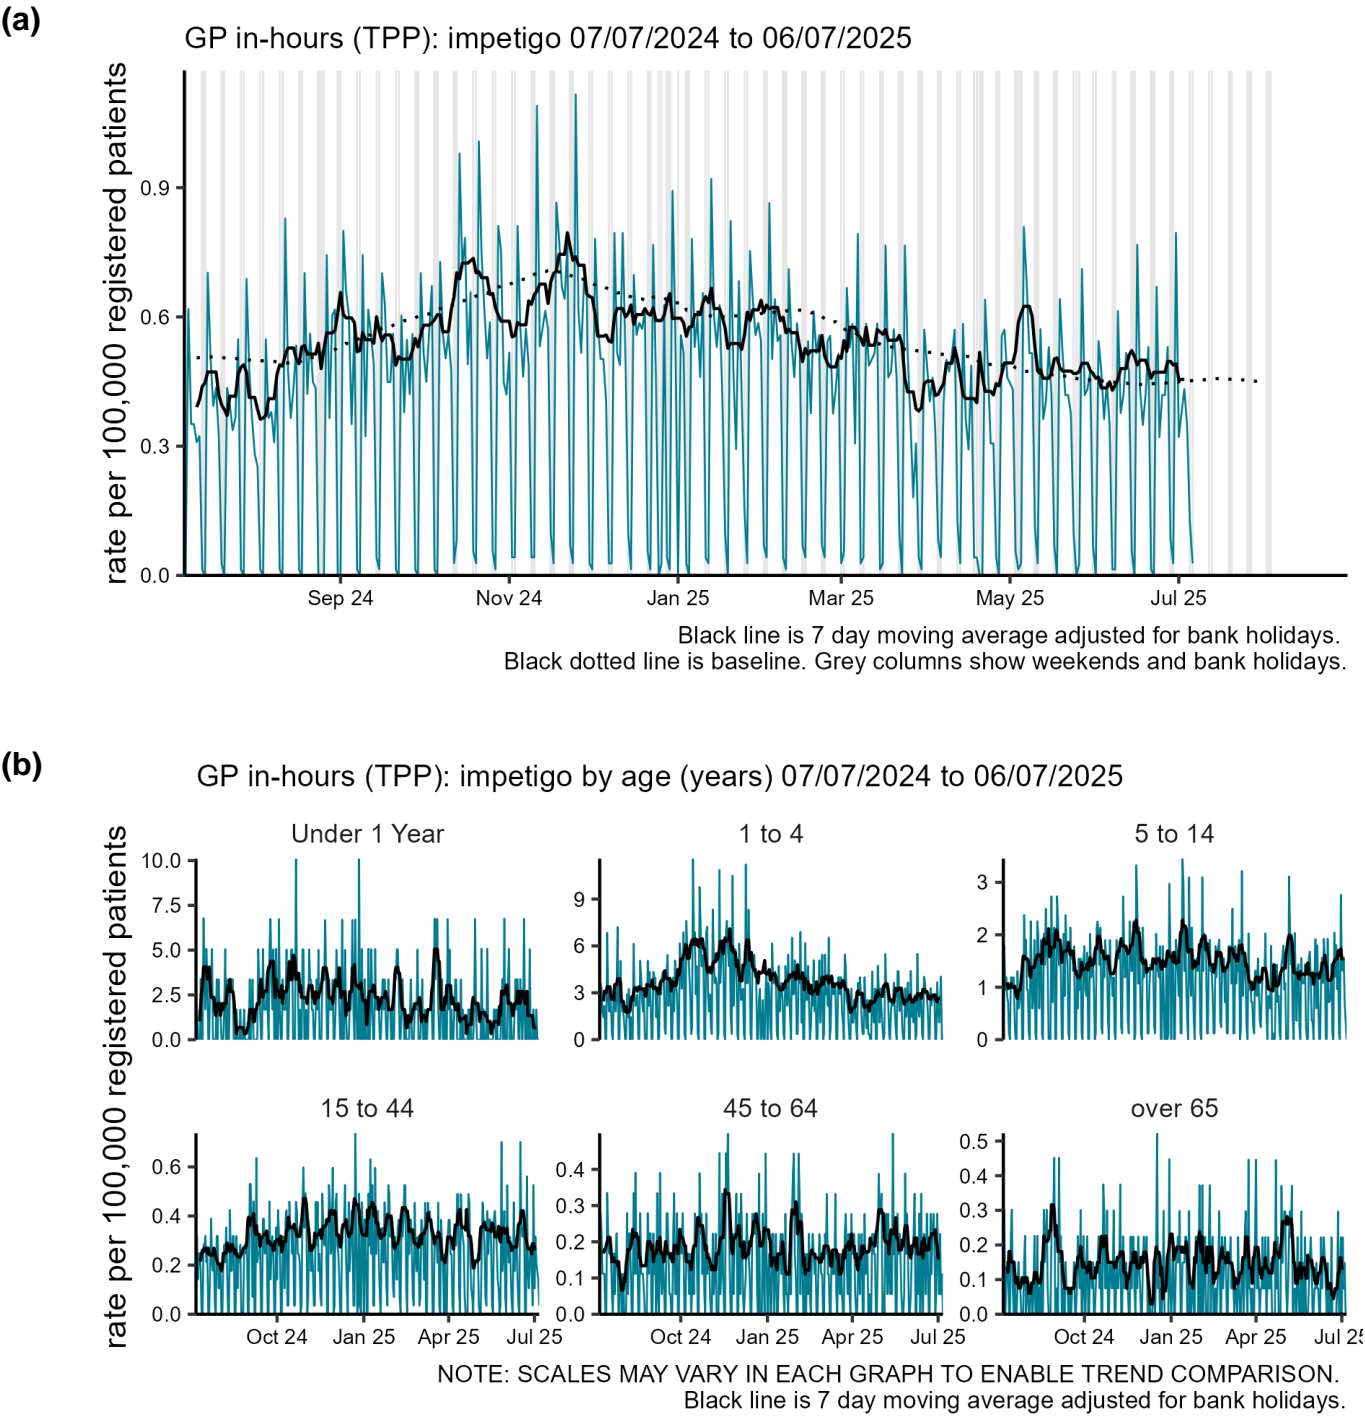 (a)
GP in-hours (TPP): impetigo 07/07/2024 to 06/07/2025
rate per 100,000 registered patients
0.9
0.6
0.3
0.0
Sep 24 Nov 24 Jan 25 Mar 25 May 25 Jul 25
Black line is 7 day moving average adjusted for bank holidays.
Black dotted line is baseline. Grey columns show weekends and bank holidays.
(b)
GP in-hours (TPP): impetigo by age (years) 07/07/2024 to 06/07/2025
rate per 100,000 registered patients
Under 1 Year
10.0
7.5
5.0
2.5
0.0
1 to 4
9
6
3
0
5 to 14
3
2
1
0
15 to 44
0.6
0.4
0.2
0.0
Oct 24 Jan 25 Apr 25 Jul 25
45 to 64
0.4
0.3
0.2
0.1
0.0
Oct 24 Jan 25 Apr 25 Jul 25
over 65
0.5
0.4
0.3
0.2
0.1
0.0
Oct 24 Jan 25 Apr 25 Jul 25
NOTE: SCALES MAY VARY IN EACH GRAPH TO ENABLE TREND COMPARISON.
Black line is 7 day moving average adjusted for bank holidays.